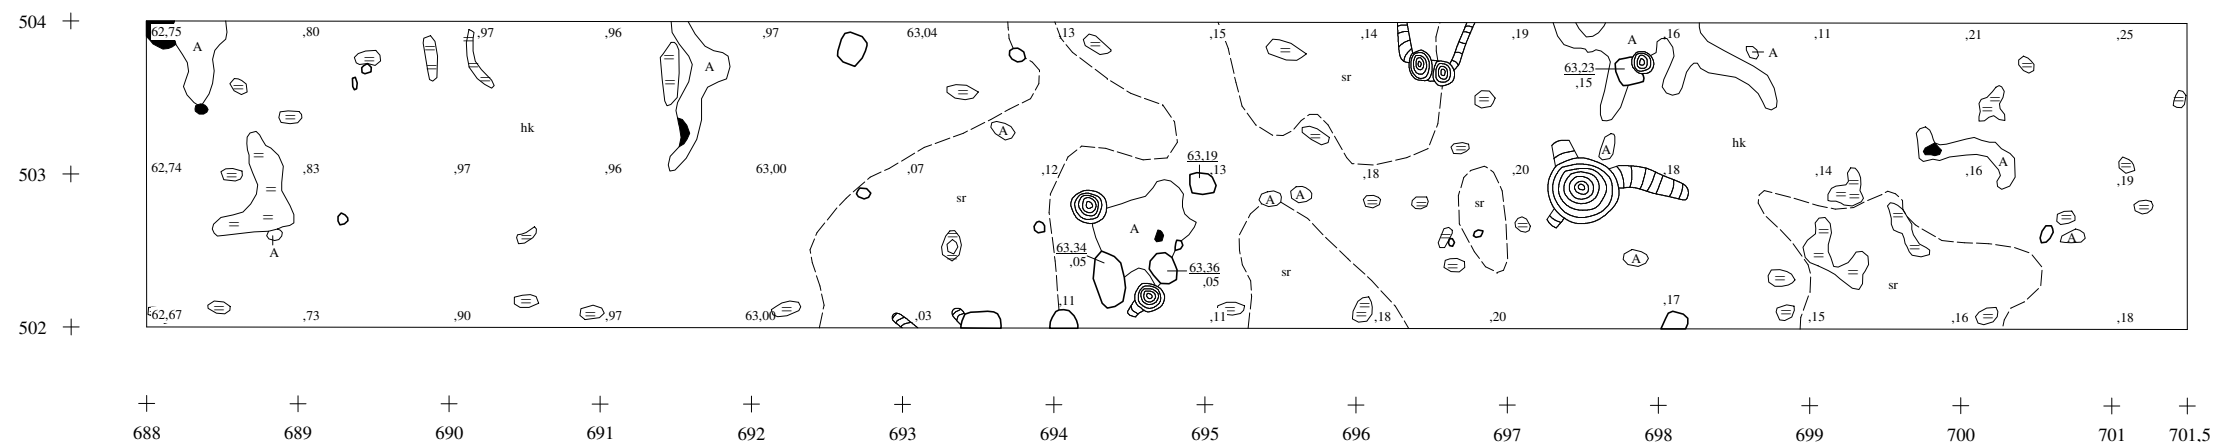 504
62,75 A ,80 ,97 ,96 ,97 63,04 ,13 ,15 ,14 ,19 A ,16 ,11 ,21 ,25
A
A
63,23
sr
,15
hk A hk
503
62,74 ,83 ,97 ,96 63,00 ,07 ,12 63,19 ,13 ,18 ,20 A ,18 ,14 ,16 A ,19
sr A A sr
A
A
63,34
,05
63,36
,05
sr A sr A
502
62,67 ,73 ,90 ,97 63,00 ,03 ,11 ,11 ,18 ,20 ,17 ,15 ,16 ,18
688 689 690 691 692 693 694 695 696 697 698 699 700 701 701,5